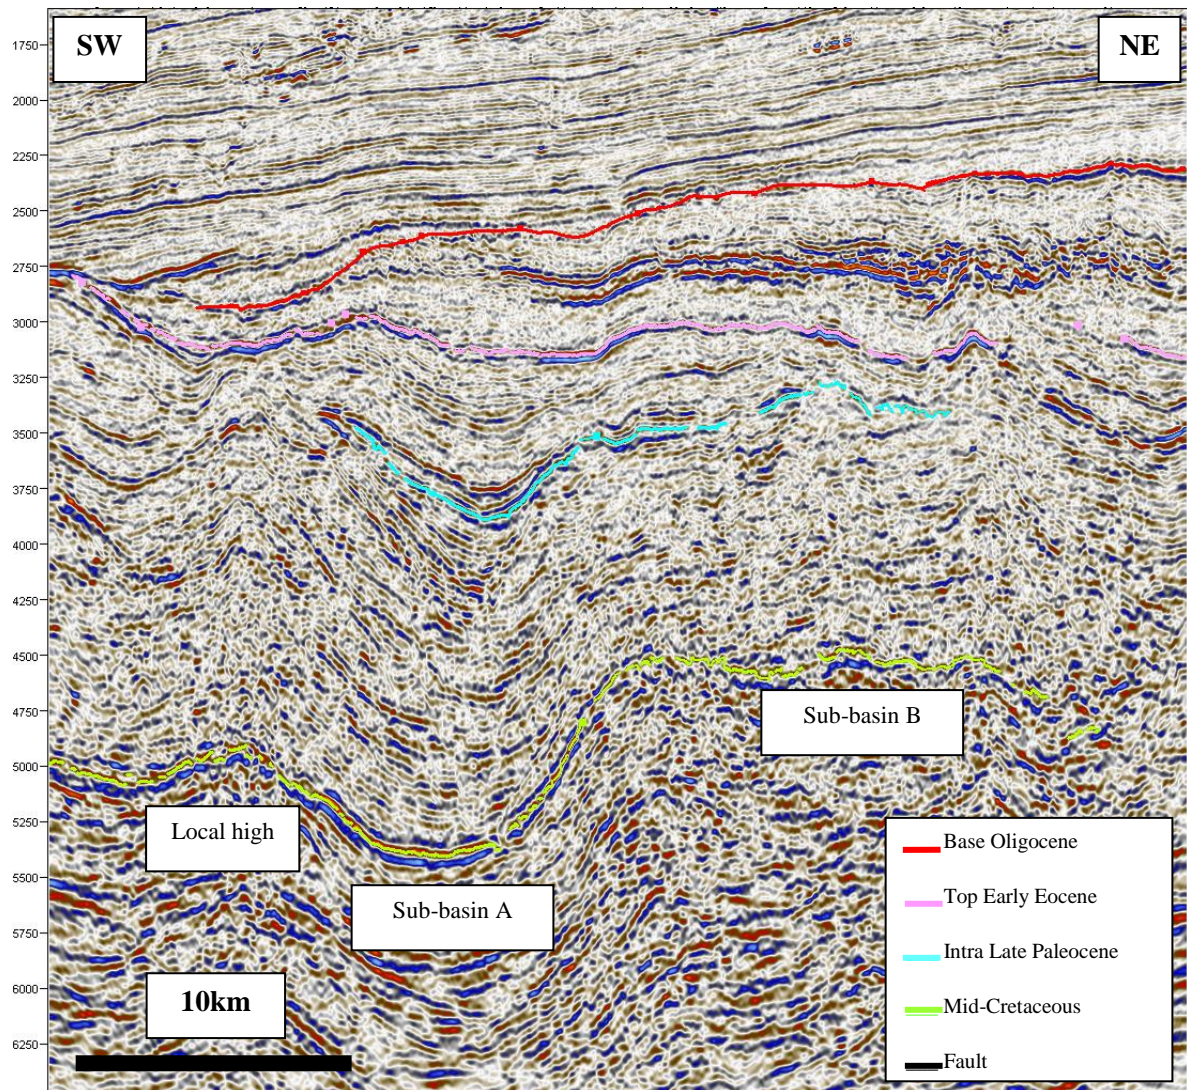 SW
NE
1750
2000
2250
2500
2750
3000
3250
3500
3750
4000
4250
4500
4750
5000
5250
5500
5750
6000
6250
Sub-basin B
Local high
Sub-basin A
10km
Base Oligocene
Top Early Eocene
Intra Late Paleocene
Mid-Cretaceous
Fault